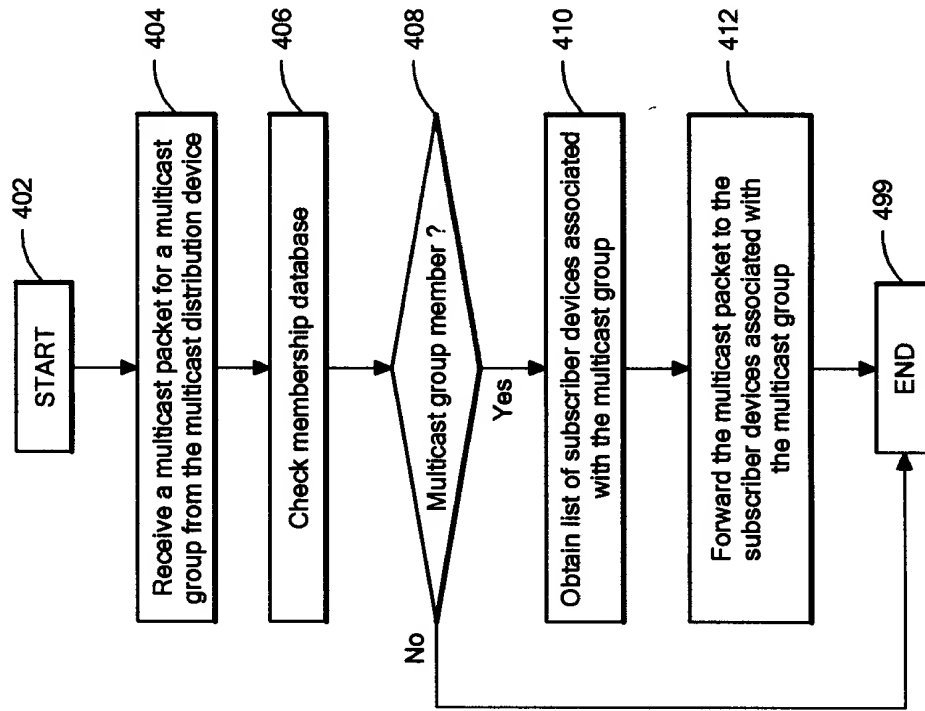 START
402
Receive a multicast packet for a multicast
group from the multicast distribution device
404
Check membership database
406
Multicast group member ?
408
No
Yes
Obtain list of subscriber devices associated
with the multicast group
410
Forward the multicast packet to the
subscriber devices associated with
the multicast group
412
END
499